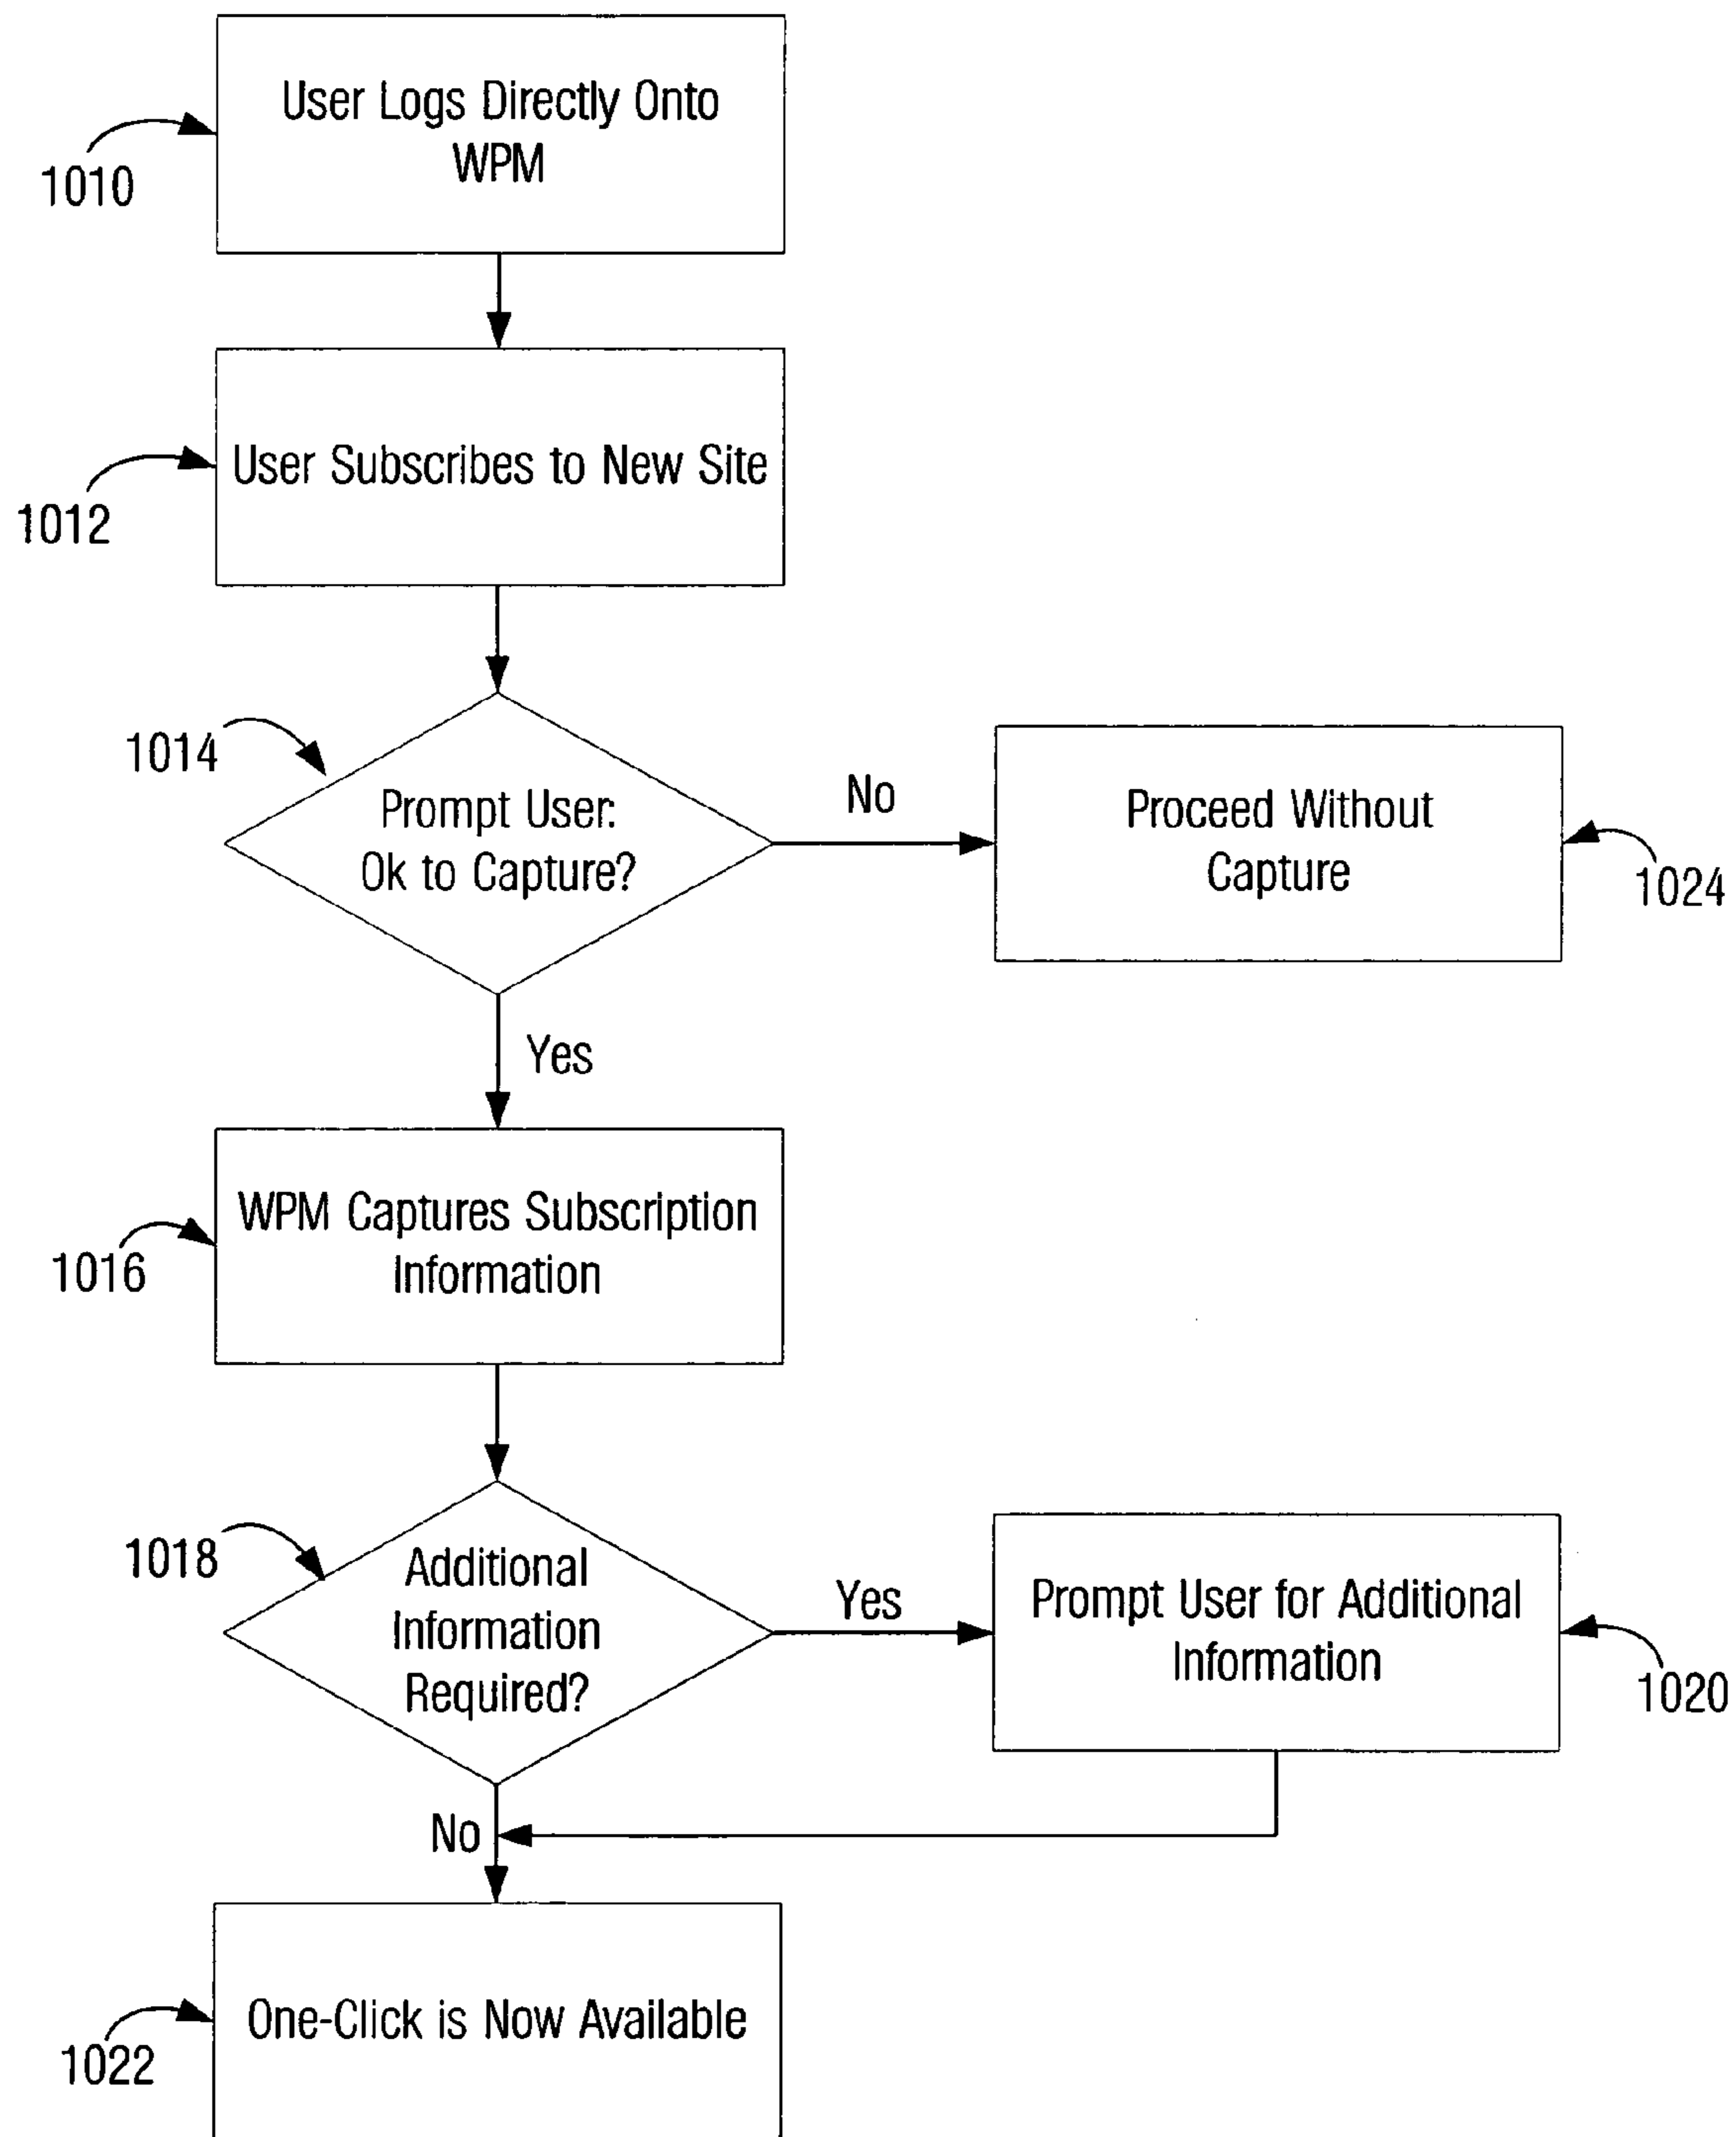 User Logs Directly Onto
WPM
1010
User Subscribes to New Site
1012
1014
Prompt User:
Ok to Capture?
No
Proceed Without
Capture
1024
Yes
WPM Captures Subscription
Information
1016
1018
Additional
Information
Required?
Yes
Prompt User for Additional
Information
1020
No
One-Click is Now Available
1022